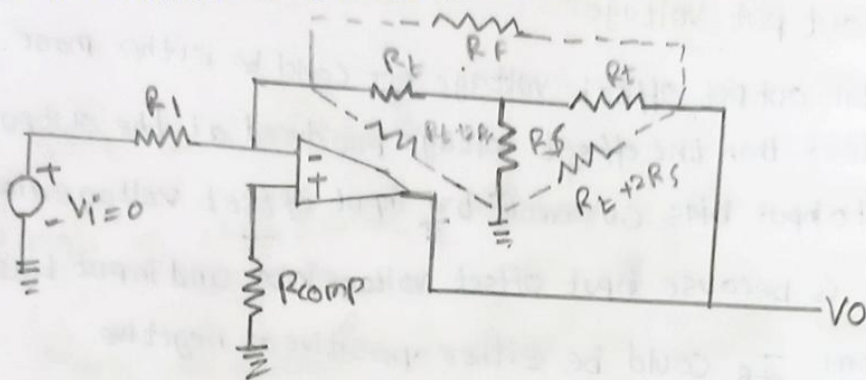 RF
Rt
Rt
R1
Rt+2Rs
RS
Rt+2Rs
-
+
+
- Vi=0
Rcomp
VO